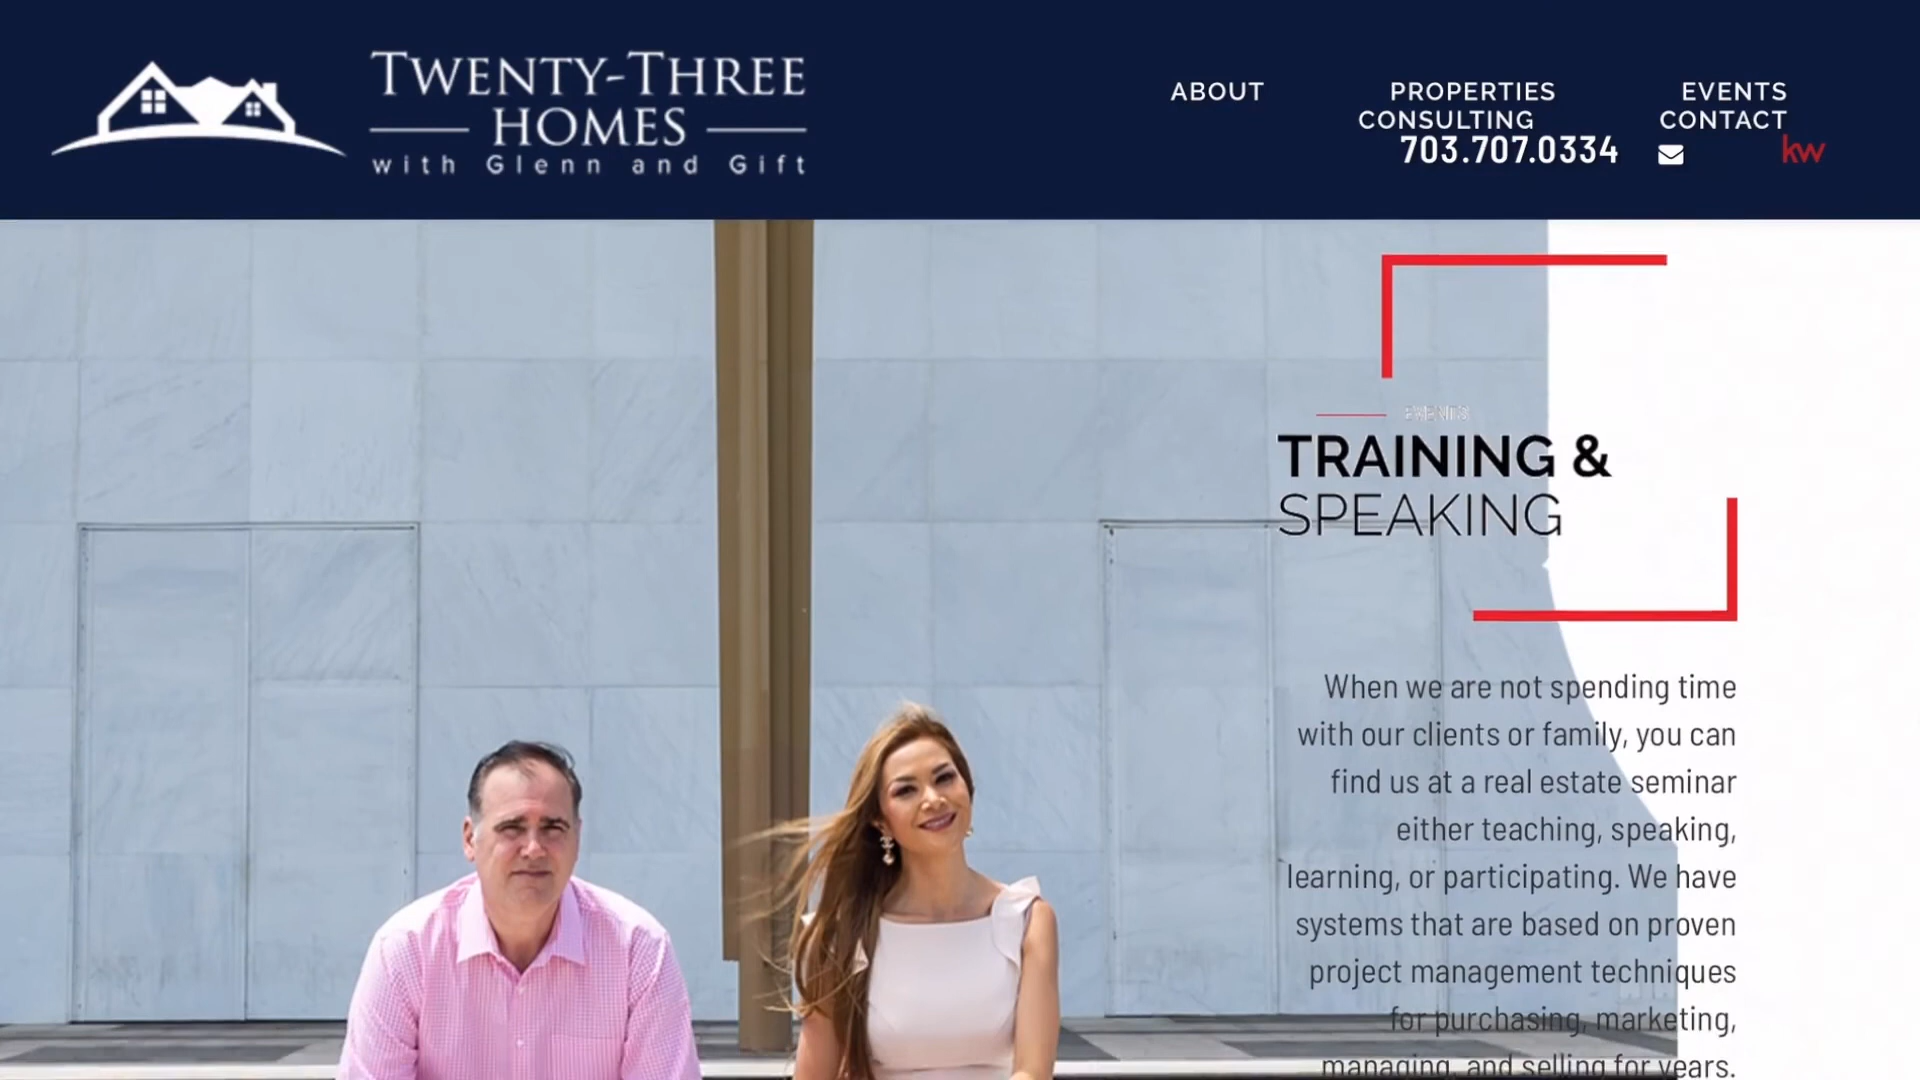 TWENTY-THREE
HOMES
with Glenn and Gift
ABOUT PROPERTIES EVENTS
CONSULTING CONTACT
703.707.0334
kw
EVENTS
TRAINING &
SPEAKING
When we are not spending time
with our clients or family, you can
find us at a real estate seminar
either teaching, speaking,
learning, or participating. We have
systems that are based on proven
project management techniques
for purchasing, marketing,
managing, and selling for years.